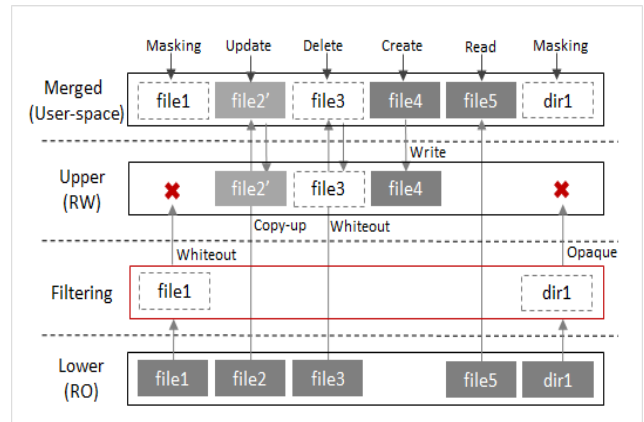 Masking Update Delete Create Read Masking
Merged
(User-space)
file1 file2' file3 file4 file5 dir1
Write
Upper
(RW)
file2' file3 file4
Copy-up Whiteout
Whiteout Opaque
Filtering
file1 dir1
Lower
(RO)
file1 file2 file3 file5 dir1